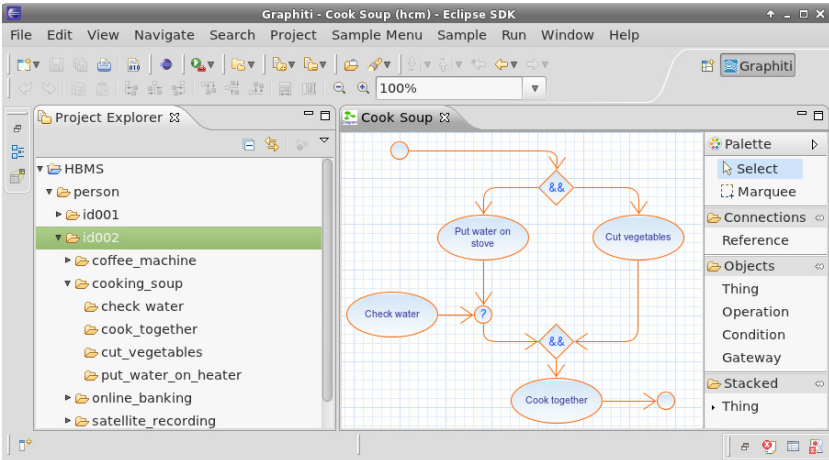 Graphiti - Cook Soup (hcm) - Eclipse SDK
File Edit View Navigate Search Project Sample Menu Sample Run Window Help
Graphiti
100%
Project Explorer
HBMS
person
id001
id002
coffee_machine
cooking_soup
check water
cook_together
cut_vegetables
put_water_on_heater
online_banking
satellite_recording
Cook Soup
&&
Put water on
stove
Cut vegetables
Check water
?
&&
Cook together
Palette
Select
Marquee
Connections
Reference
Objects
Thing
Operation
Condition
Gateway
Stacked
Thing